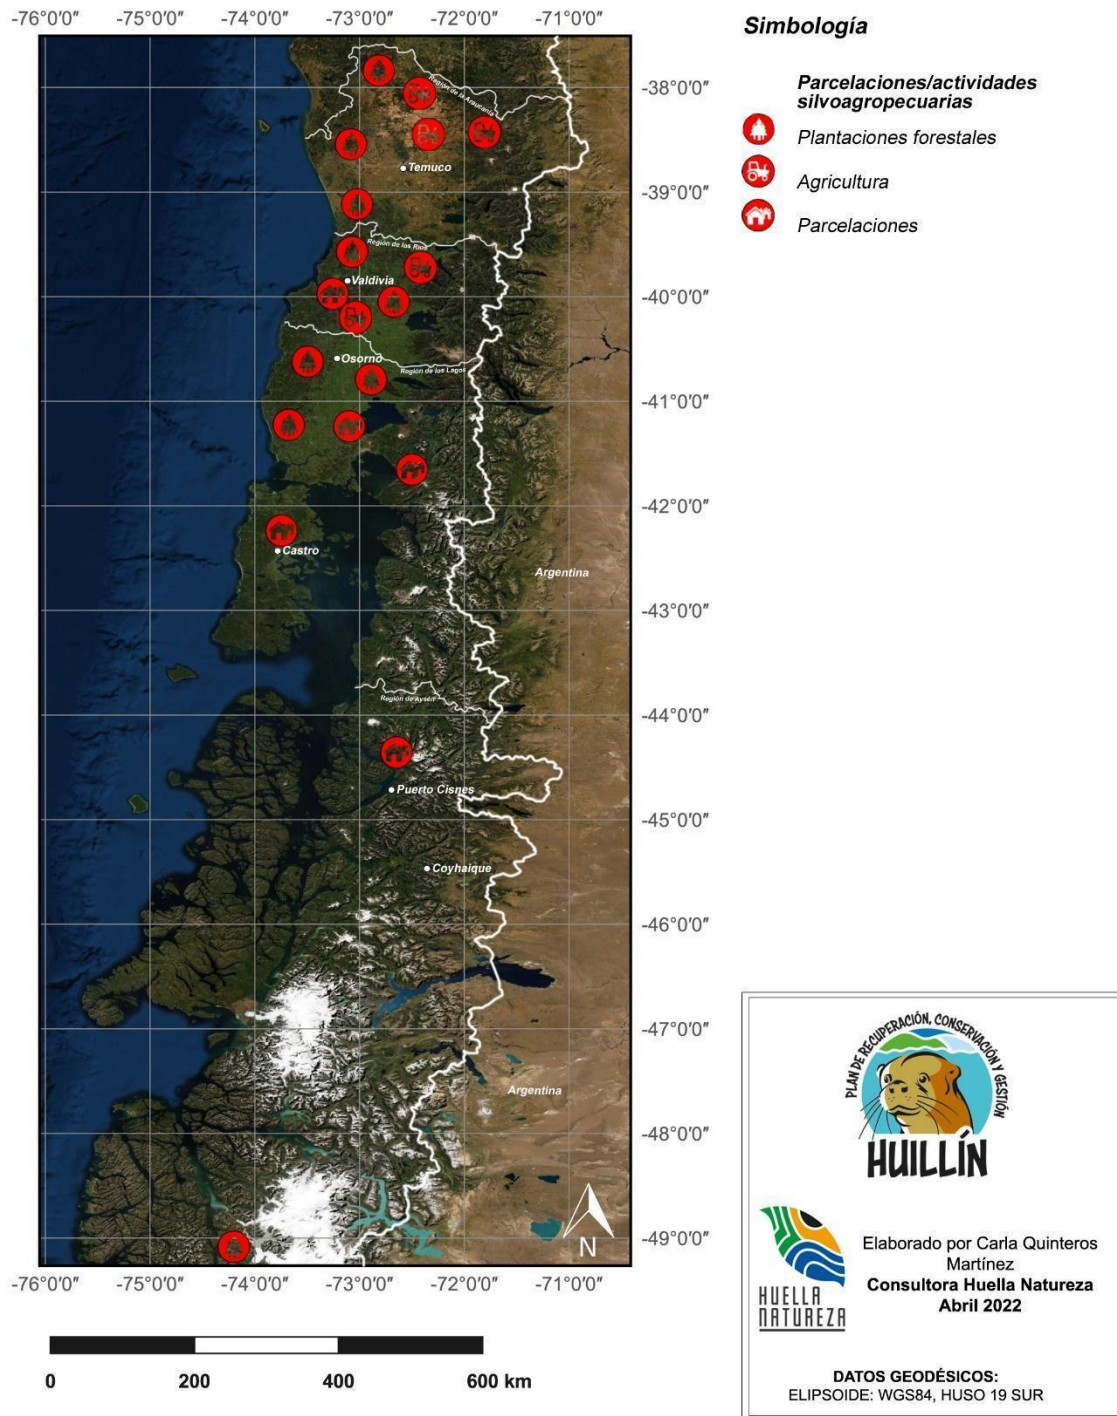 -76°0'0" -75°0'0" -74°0'0" -73°0'0" -72°0'0" -71°0'0"
Simbología
Parcelaciones/actividades
silvoagropecuarias
Plantaciones forestales
Agricultura
Parcelaciones
-38°0'0"
-39°0'0"
-40°0'0"
-41°0'0"
-42°0'0"
-43°0'0"
-44°0'0"
-45°0'0"
-46°0'0"
-47°0'0"
-48°0'0"
-49°0'0"
Región de la Araucanía
Temuco
Región de los Ríos
Valdivia
Osorno
Región de los Lagos
Castro
Argentina
Región de Aysén
Puerto Cisnes
Coyhaique
Argentina
N
-76°0'0" -75°0'0" -74°0'0" -73°0'0" -72°0'0" -71°0'0"
0 200 400 600 km
PLAN DE RECUPERACIÓN, CONSERVACIÓN Y GESTIÓN
HUILLÍN
HUELLA
NATUREZA
Elaborado por Carla Quinteros
Martínez
Consultora Huella Natureza
Abril 2022
DATOS GEODÉSICOS:
ELIPSOIDE: WGS84, HUSO 19 SUR